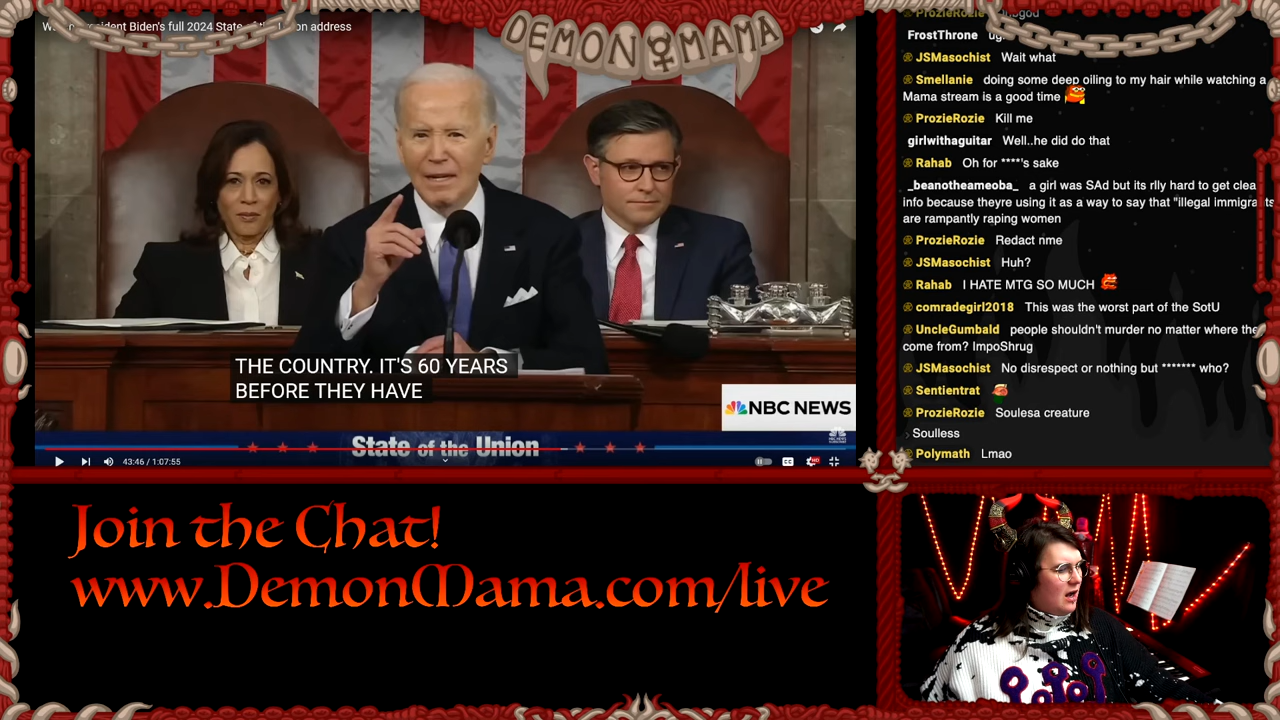 President Biden's full 2024 State
address
DEMON MAMA
THE COUNTRY. IT'S 60 YEARS
BEFORE THEY HAVE
NBC NEWS
State of the Union
43:46 / 1:07:55
CC
HD
ProzieRozie
FrostThrone
JSMasochist Wait what
Smellanie doing some deep oiling to my hair while watching a
Mama stream is a good time
ProzieRozie Kill me
girlwithaguitar Well..he did do that
Rahab Oh for ****'s sake
_beanotheameoba_ a girl was SAd but its rlly hard to get clea
info because theyre using it as a way to say that "illegal immigrants
are rampantly raping women
ProzieRozie Redact nme
JSMasochist Huh?
Rahab I HATE MTG SO MUCH
comradegirl2018 This was the worst part of the SotU
UncleGumbald people shouldn't murder no matter where the
come from? ImpoShrug
JSMasochist No disrespect or nothing but ******* who?
Sentientrat
ProzieRozie Soulesa creature
Soulless
Polymath Lmao
Join the Chat!
www.DemonMama.com/live